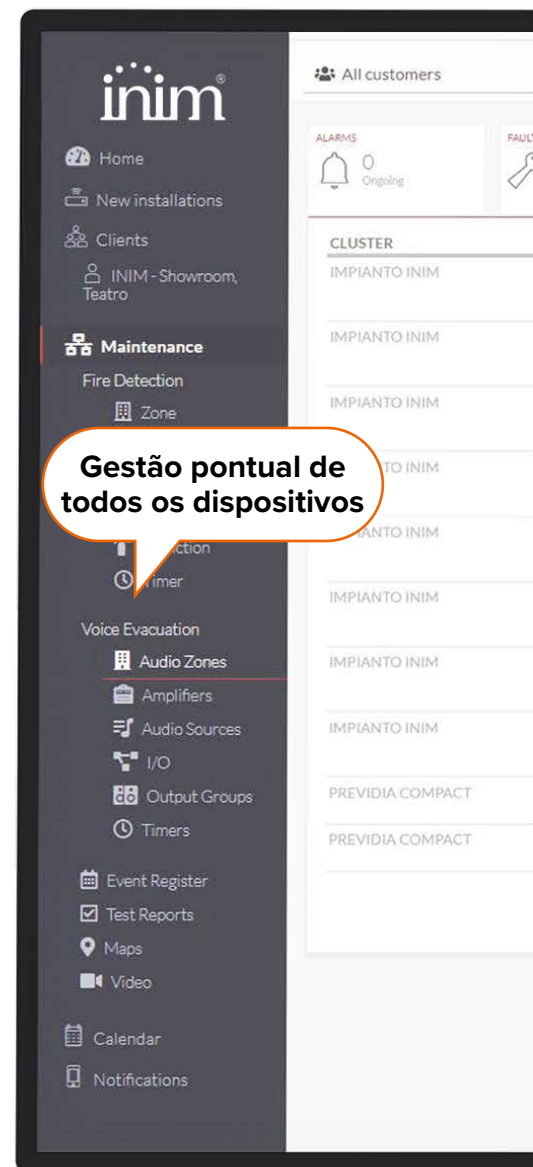 inim®
All customers
Home
New installations
Clients
INIM - Showroom,
Teatro
ALARMS
0
Ongoing
CLUSTER
IMPIANTO INIM
IMPIANTO INIM
IMPIANTO INIM
IMPIANTO INIM
IMPIANTO INIM
IMPIANTO INIM
IMPIANTO INIM
PREVIDIA COMPACT
PREVIDIA COMPACT
Maintenance
Fire Detection
Zone
Gestão pontual de
todos os dispositivos
Timer
Voice Evacuation
Audio Zones
Amplifiers
Audio Sources
I/O
Output Groups
Timers
Event Register
Test Reports
Maps
Video
Calendar
Notifications